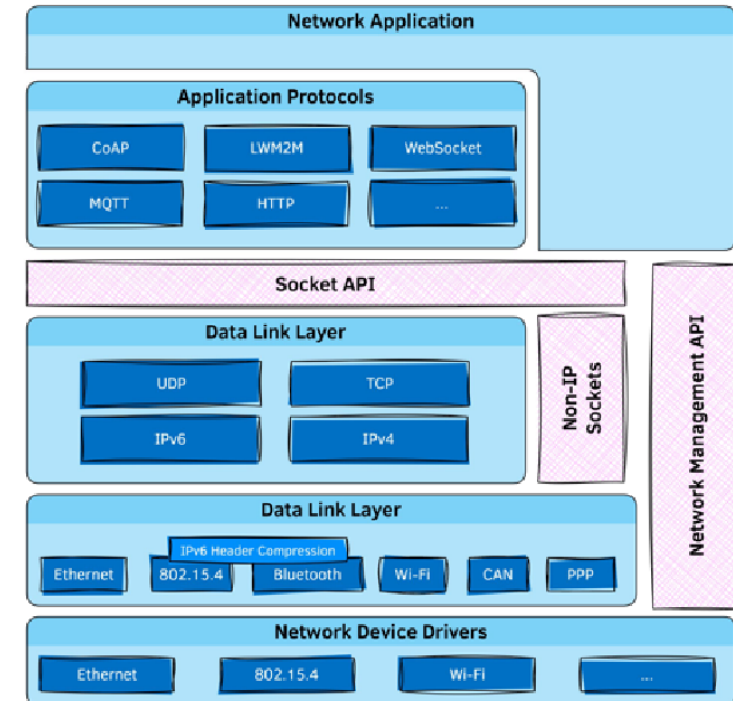 Network Application
Application Protocols
CoAP
LWM2M
WebSocket
MQTT
HTTP
...
Socket API
Data Link Layer
UDP
TCP
IPv6
IPv4
Non-IP
Sockets
Network Management API
Data Link Layer
IPv6 Header Compression
Ethernet
802.15.4
Bluetooth
Wi-Fi
CAN
PPP
Network Device Drivers
Ethernet
802.15.4
Wi-Fi
...